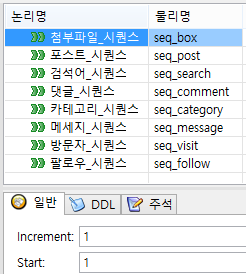 논리명 물리명
첨부파일_시퀀스 seq_box
포스트_시퀀스 seq_post
검색어_시퀀스 seq_search
댓글_시퀀스 seq_comment
카테고리_시퀀스 seq_category
메세지_시퀀스 seq_message
방문자_시퀀스 seq_visit
팔로우_시퀀스 seq_follow
일반 DDL 주석
Increment: 1
Start: 1